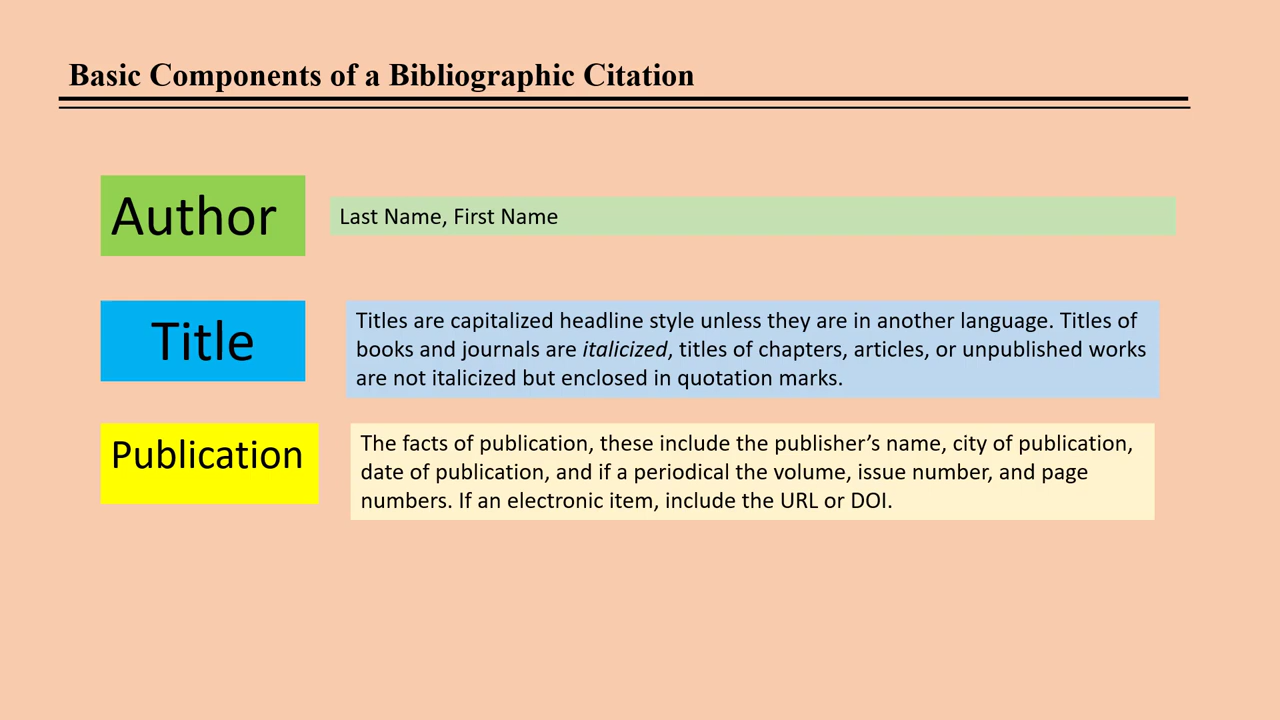 Basic Components of a Bibliographic Citation
Author
Last Name, First Name
Title
Titles are capitalized headline style unless they are in another language. Titles of
books and journals are italicized, titles of chapters, articles, or unpublished works
are not italicized but enclosed in quotation marks.
Publication
The facts of publication, these include the publisher’s name, city of publication,
date of publication, and if a periodical the volume, issue number, and page
numbers. If an electronic item, include the URL or DOI.